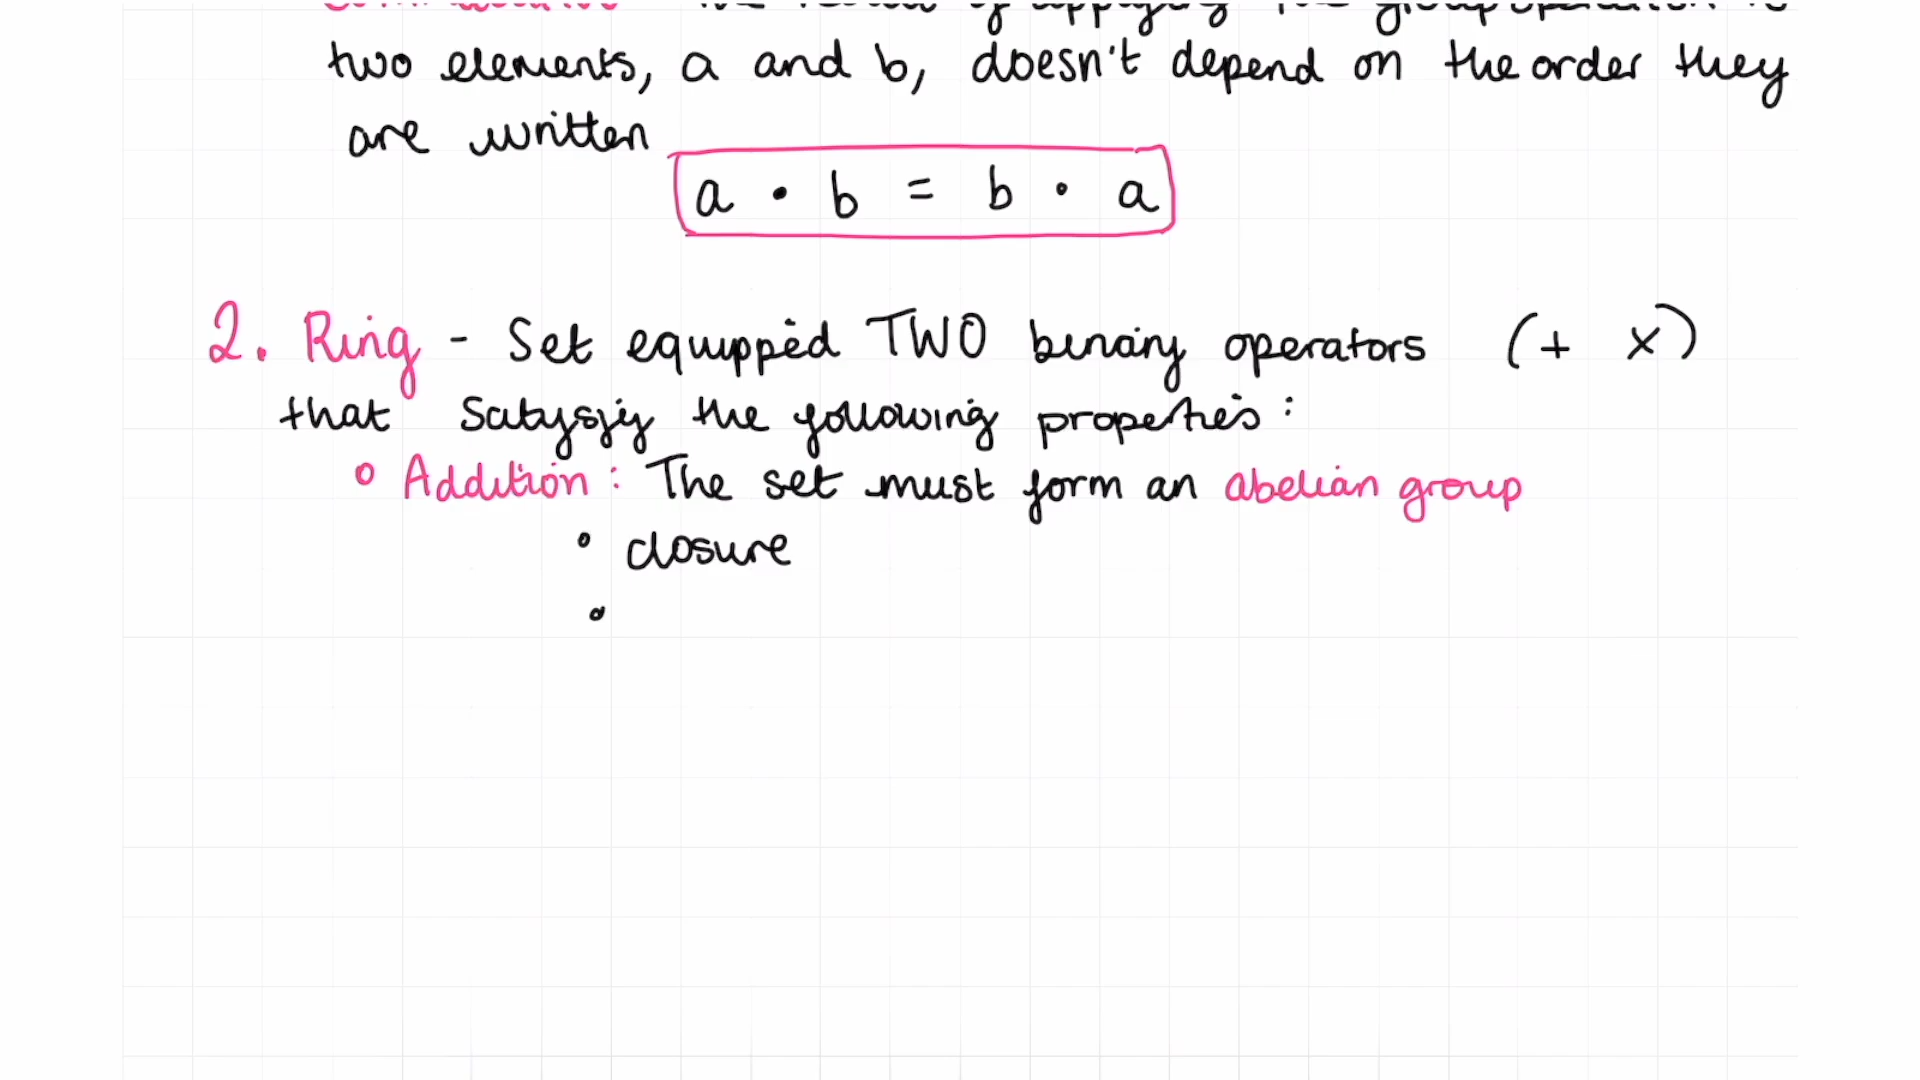 two elements, a and b, doesn't depend on the order they
are written
a • b = b • a
2. Ring - Set equipped TWO binary operators (+ x)
that satisfy the following properties:
o Addition: The set must form an abelian group
• closure
•